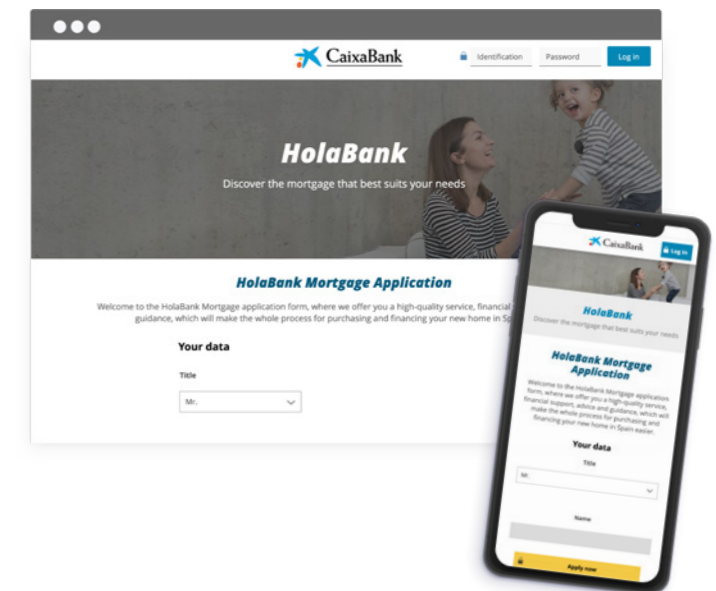 CaixaBank
Identification
Password
Log in
HolaBank
Discover the mortgage that best suits your needs
HolaBank Mortgage Application
Welcome to the HolaBank Mortgage application form, where we offer you a high-quality service, financial
guidance, which will make the whole process for purchasing and financing your new home in Sp
Your data
Title
Mr.
CaixaBank
Log in
HolaBank
Discover the mortgage that best suits your needs
HolaBank Mortgage
Application
Welcome to the HolaBank Mortgage application
form, where we offer you a high-quality service,
financial support, advice and guidance, which will
make the whole process for purchasing and
financing your new home in Spain easier.
Your data
Title
Mr.
Name
Apply now